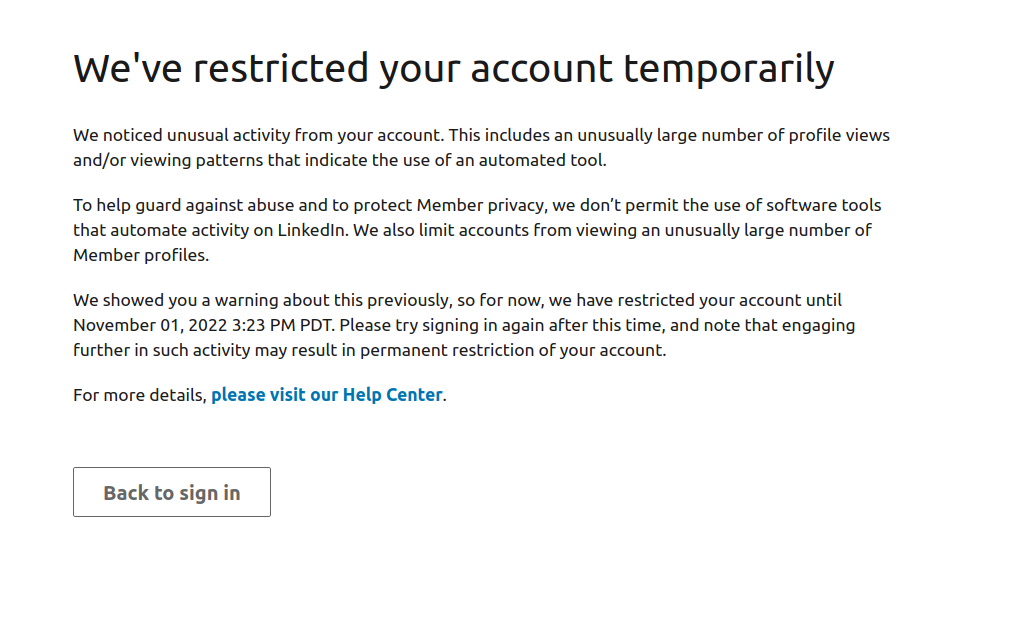 We've restricted your account temporarily
We noticed unusual activity from your account. This includes an unusually large number of profile views
and/or viewing patterns that indicate the use of an automated tool.
To help guard against abuse and to protect Member privacy, we don’t permit the use of software tools
that automate activity on LinkedIn. We also limit accounts from viewing an unusually large number of
Member profiles.
We showed you a warning about this previously, so for now, we have restricted your account until
November 01, 2022 3:23 PM PDT. Please try signing in again after this time, and note that engaging
further in such activity may result in permanent restriction of your account.
For more details, please visit our Help Center.
Back to sign in